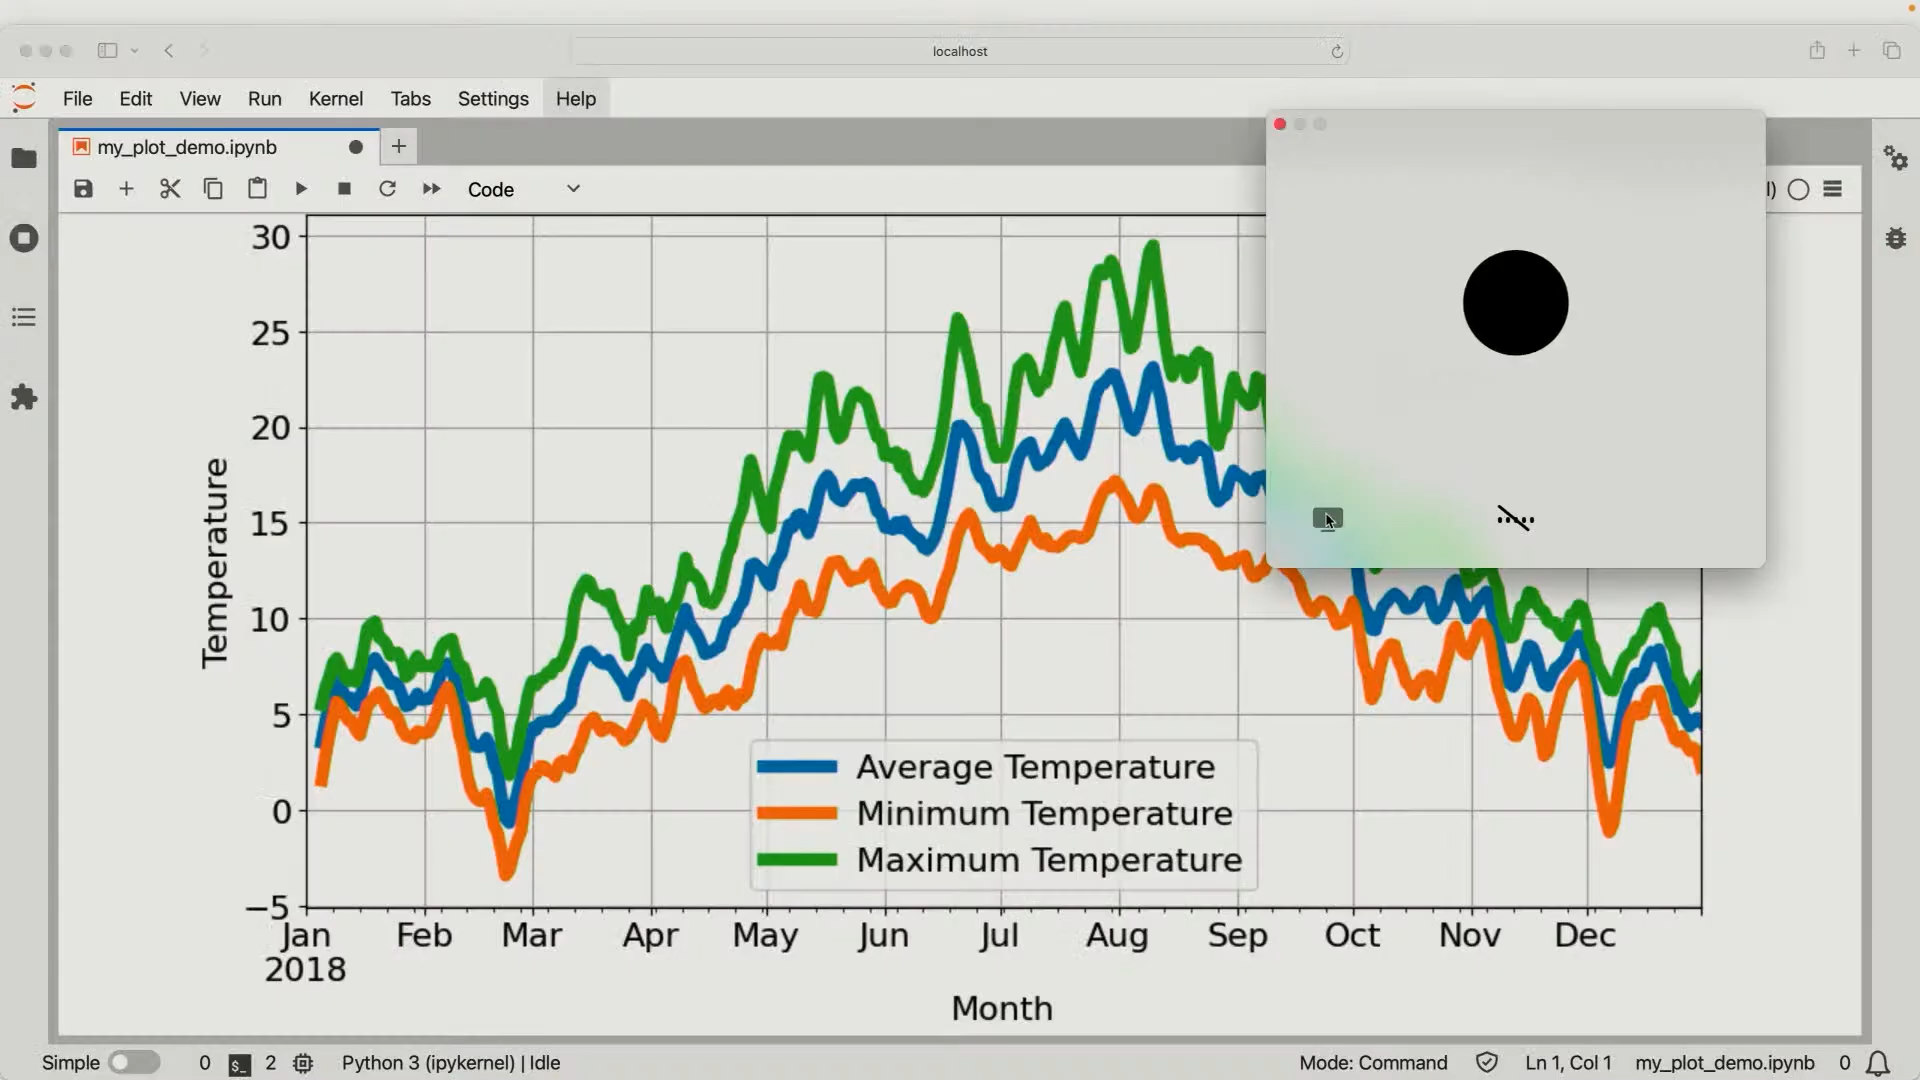 localhost
File Edit View Run Kernel Tabs Settings Help
my_plot_demo.ipynb
Code
30
25
20
15
10
5
0
−5
Temperature
Average Temperature
Minimum Temperature
Maximum Temperature
Jan Feb Mar Apr May Jun Jul Aug Sep Oct Nov Dec
2018
Month
Simple 0 $_ 2 Python 3 (ipykernel) | Idle Mode: Command Ln 1, Col 1 my_plot_demo.ipynb 0